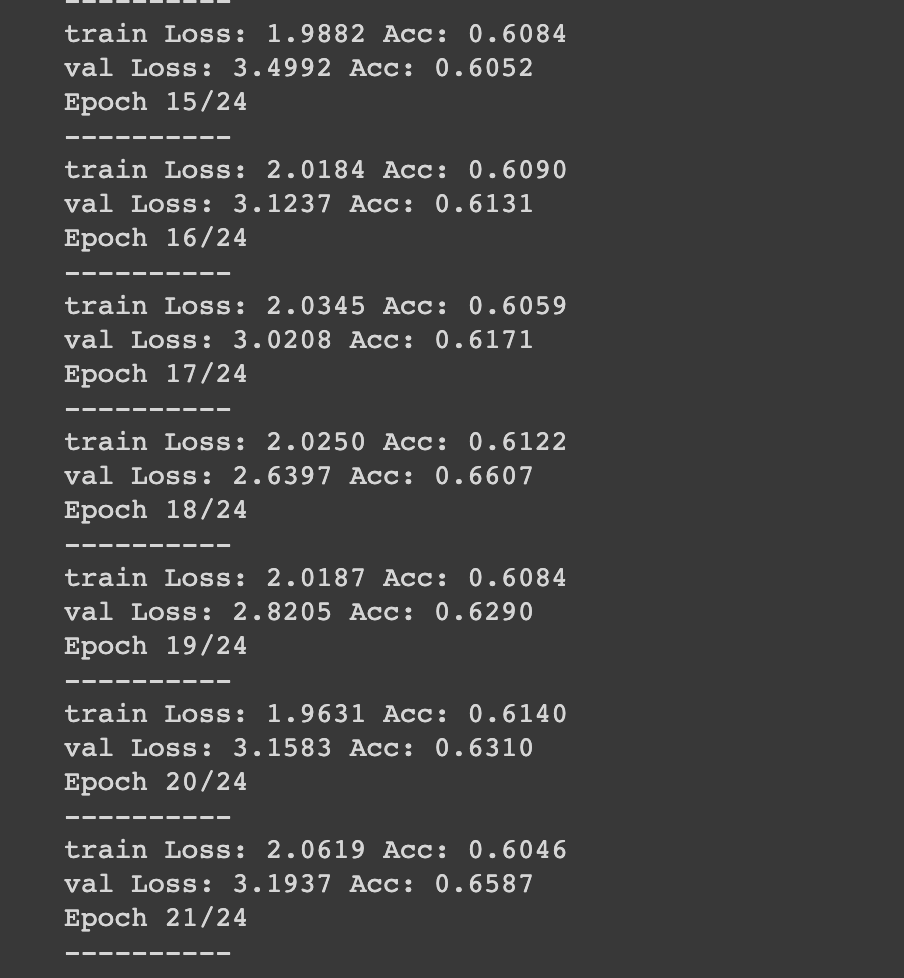 ----------
train Loss: 1.9882 Acc: 0.6084
val Loss: 3.4992 Acc: 0.6052
Epoch 15/24
----------
train Loss: 2.0184 Acc: 0.6090
val Loss: 3.1237 Acc: 0.6131
Epoch 16/24
----------
train Loss: 2.0345 Acc: 0.6059
val Loss: 3.0208 Acc: 0.6171
Epoch 17/24
----------
train Loss: 2.0250 Acc: 0.6122
val Loss: 2.6397 Acc: 0.6607
Epoch 18/24
----------
train Loss: 2.0187 Acc: 0.6084
val Loss: 2.8205 Acc: 0.6290
Epoch 19/24
----------
train Loss: 1.9631 Acc: 0.6140
val Loss: 3.1583 Acc: 0.6310
Epoch 20/24
----------
train Loss: 2.0619 Acc: 0.6046
val Loss: 3.1937 Acc: 0.6587
Epoch 21/24
----------